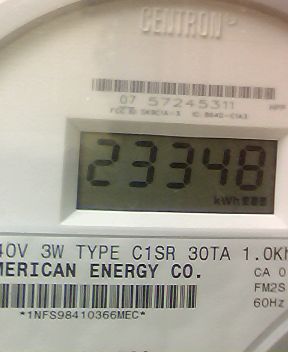 CENTRON
07 57245311
23348
kWh
40V 3W TYPE C1SR 30TA 1.0Kh
MERICAN ENERGY CO.
CA 0
FM2S
60Hz
*1NFS98410366MEC*